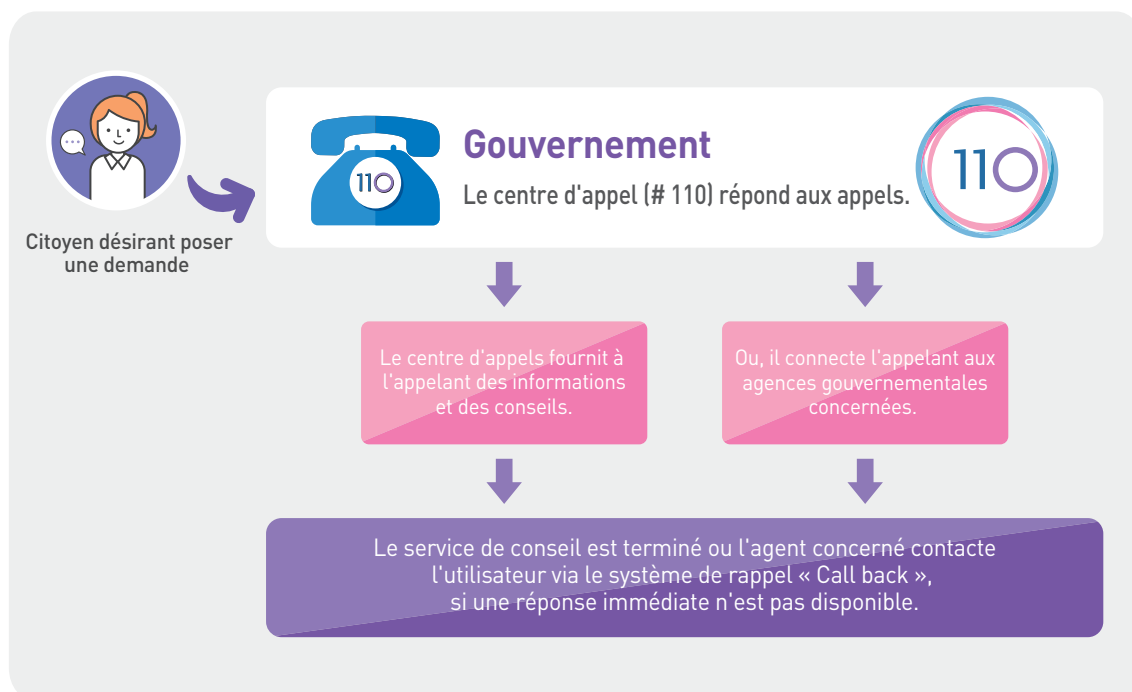 Citoyen désirant poser
une demande
110
Gouvernement
Le centre d'appel (# 110) répond aux appels.
110
Le centre d'appels fournit à
l'appelant des informations
et des conseils.
Ou, il connecte l'appelant aux
agences gouvernementales
concernées.
Le service de conseil est terminé ou l'agent concerné contacte
l'utilisateur via le système de rappel « Call back »,
si une réponse immédiate n'est pas disponible.